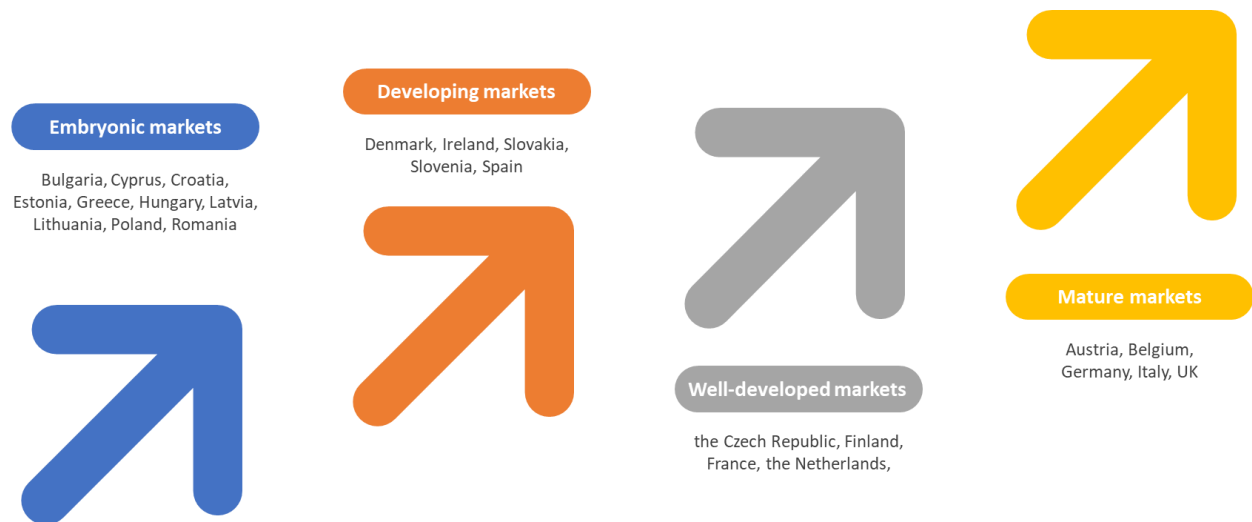 Embryonic markets
Bulgaria, Cyprus, Croatia,
Estonia, Greece, Hungary, Latvia,
Lithuania, Poland, Romania
Developing markets
Denmark, Ireland, Slovakia,
Slovenia, Spain
Well-developed markets
the Czech Republic, Finland,
France, the Netherlands,
Mature markets
Austria, Belgium,
Germany, Italy, UK